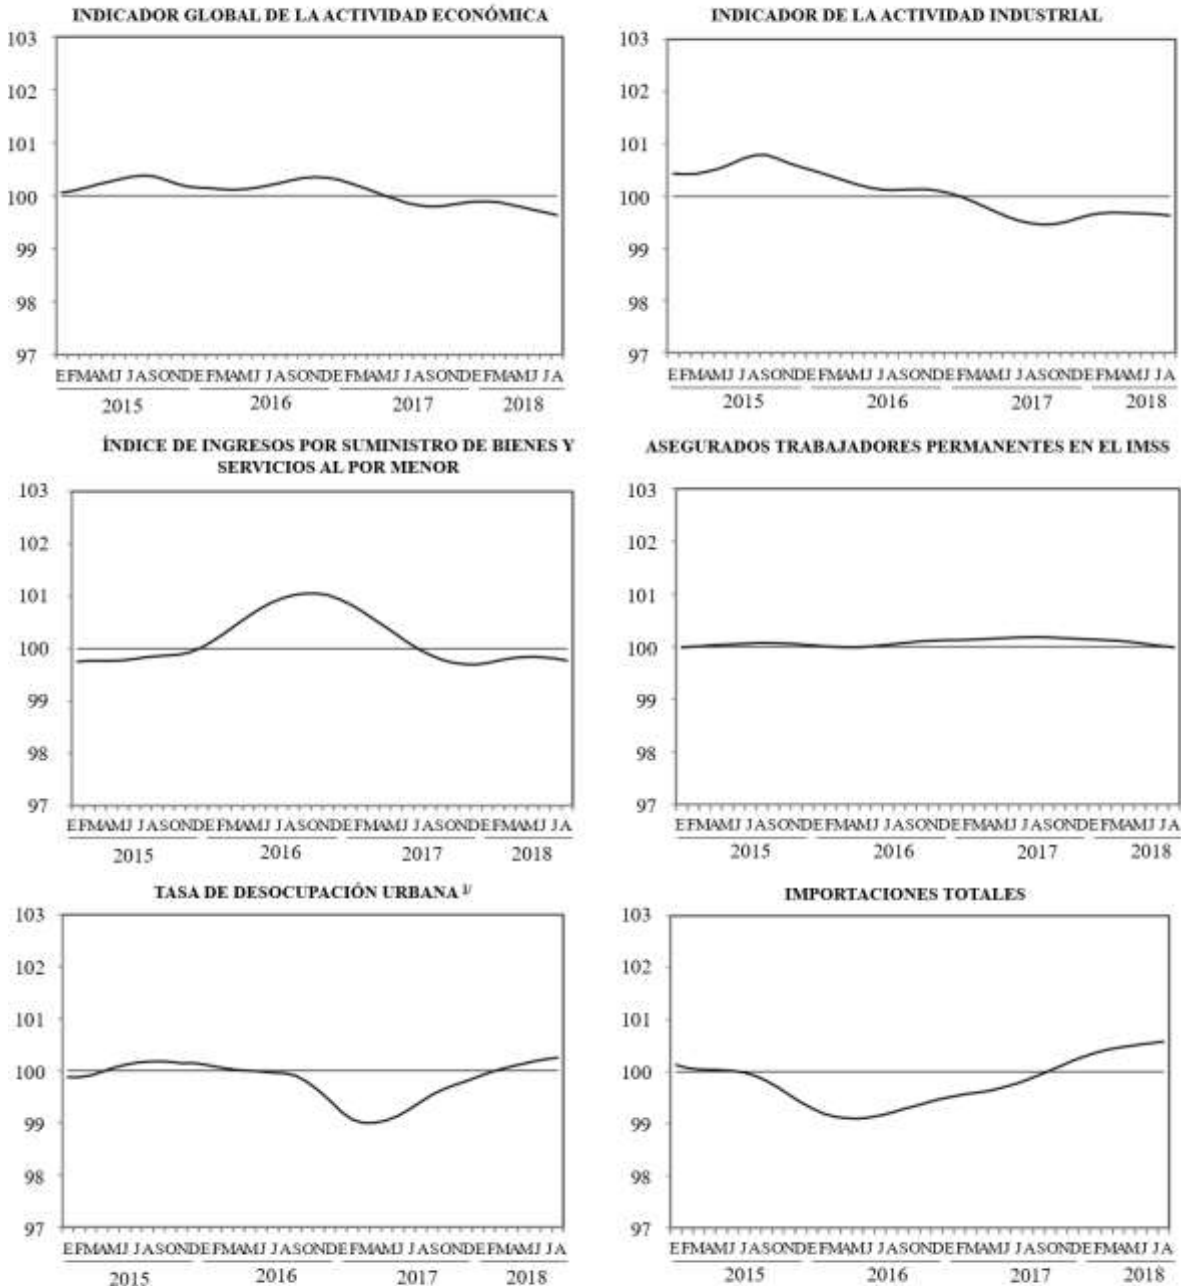 INDICADOR GLOBAL DE LA ACTIVIDAD ECONÓMICA
103
102
101
100
99
98
97
EFMAMJ JASONDEFMAMJ JASONDEFMAMJ JASONDEFMAMJ JA
2015 2016 2017 2018
INDICADOR DE LA ACTIVIDAD INDUSTRIAL
103
102
101
100
99
98
97
EFMAMJ JASONDEFMAMJ JASONDEFMAMJ JASONDEFMAMJ JA
2015 2016 2017 2018
ÍNDICE DE INGRESOS POR SUMINISTRO DE BIENES Y
SERVICIOS AL POR MENOR
103
102
101
100
99
98
97
EFMAMJ JASONDEFMAMJ JASONDEFMAMJ JASONDEFMAMJ JA
2015 2016 2017 2018
ASEGURADOS TRABAJADORES PERMANENTES EN EL IMSS
103
102
101
100
99
98
97
EFMAMJ JASONDEFMAMJ JASONDEFMAMJ JASONDEFMAMJ JA
2015 2016 2017 2018
TASA DE DESOCUPACIÓN URBANA 1/
103
102
101
100
99
98
97
EFMAMJ JASONDEFMAMJ JASONDEFMAMJ JASONDEFMAMJ JA
2015 2016 2017 2018
IMPORTACIONES TOTALES
103
102
101
100
99
98
97
EFMAMJ JASONDEFMAMJ JASONDEFMAMJ JASONDEFMAMJ JA
2015 2016 2017 2018